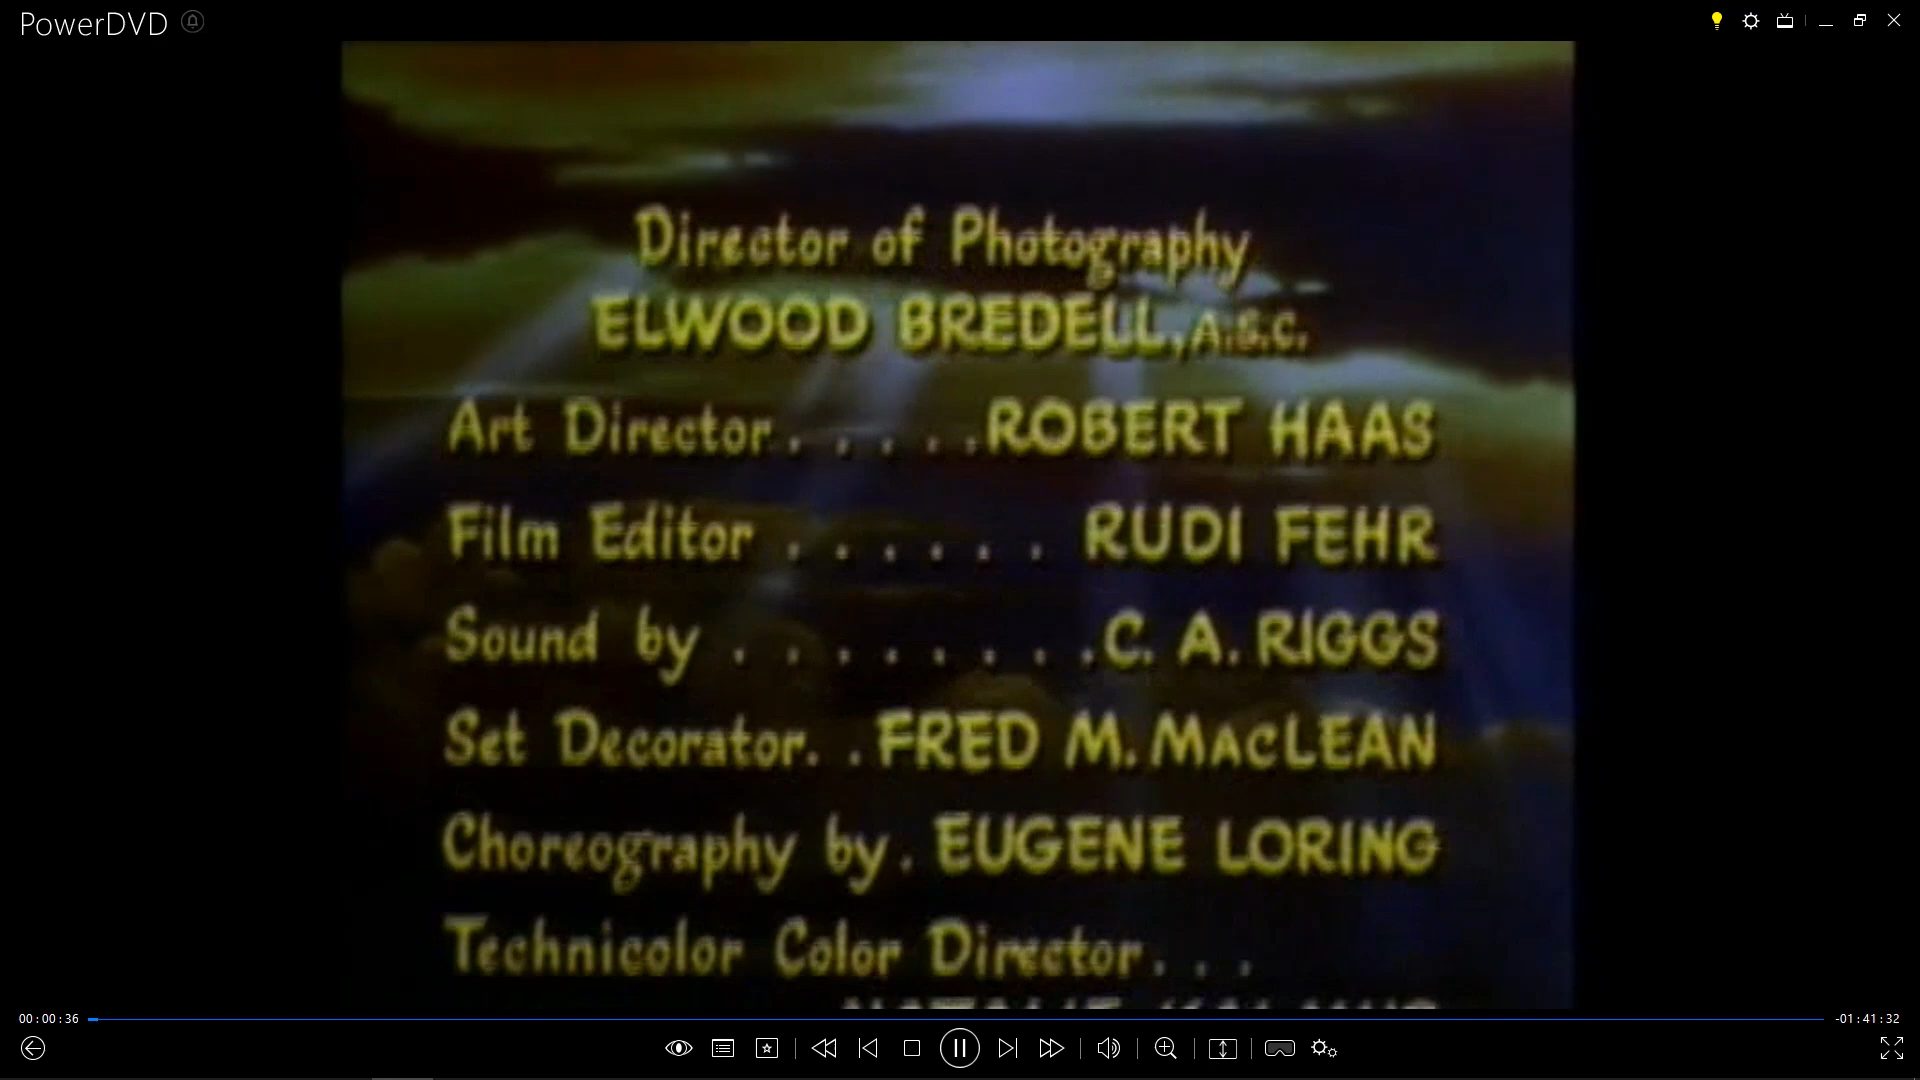 PowerDVD
Director of Photography
ELWOOD BREDELL, A.S.C.
Art Director . . . . . ROBERT HAAS
Film Editor . . . . . . RUDI FEHR
Sound by . . . . . . . . C. A. RIGGS
Set Decorator . . FRED M. MACLEAN
Choreography by . EUGENE LORING
Technicolor Color Director . . .
00:00:36
-01:41:32